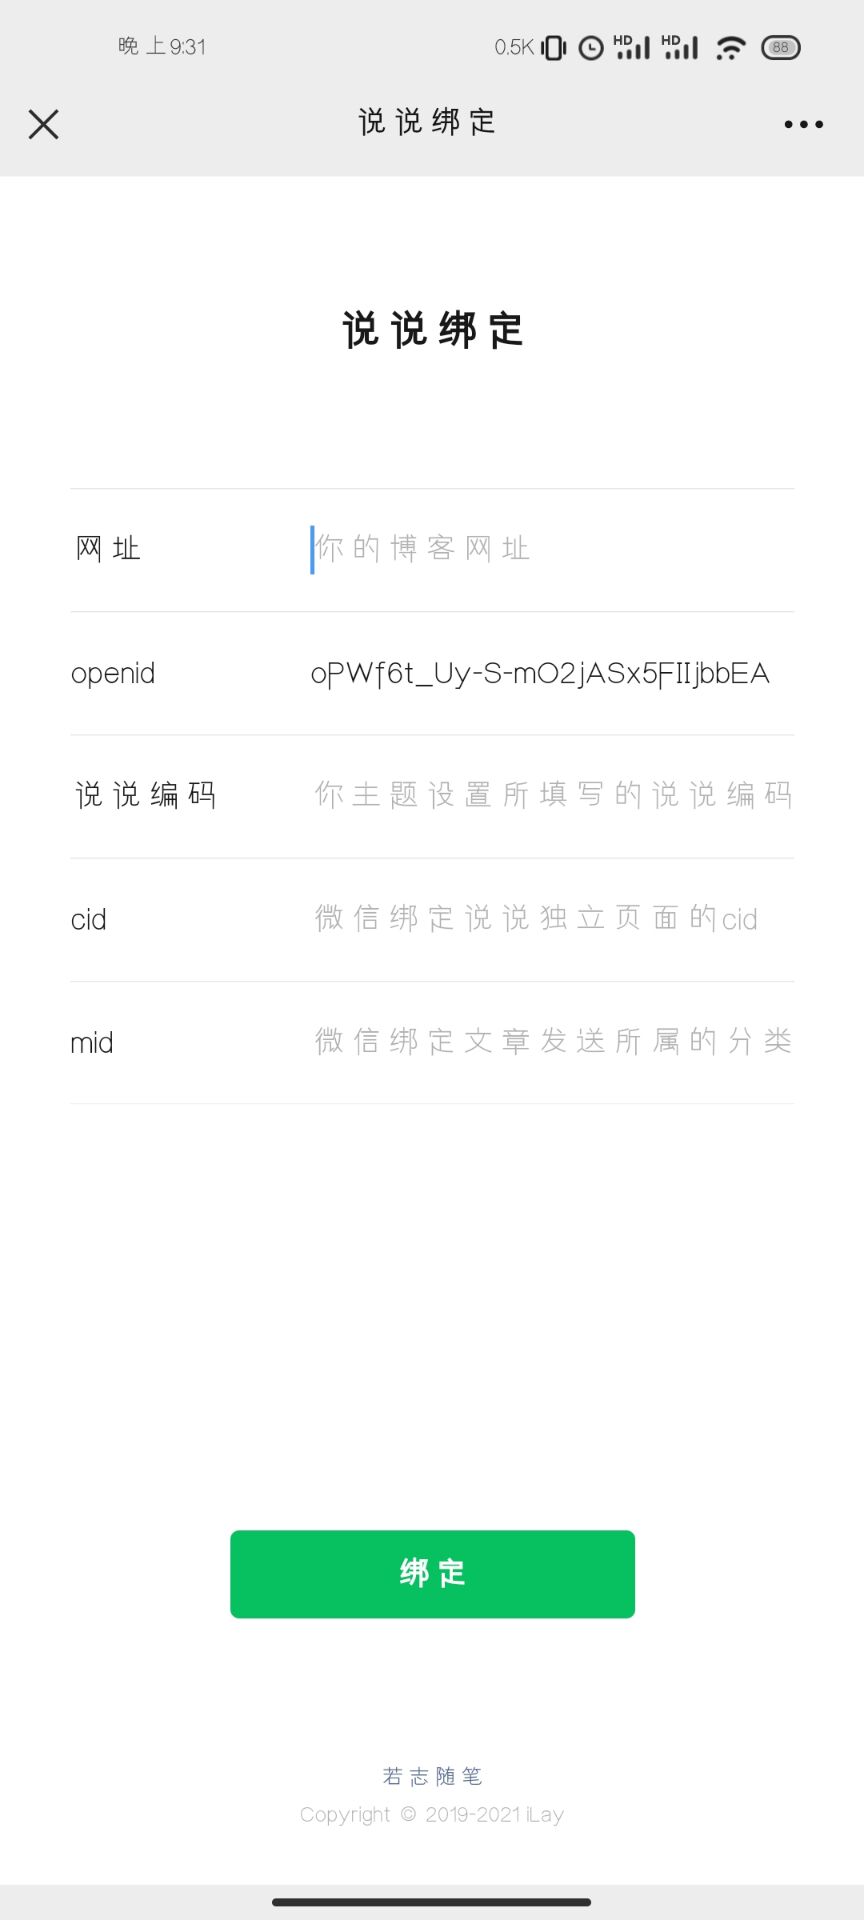 晚上9:31
0.5K HD HD 88
说说绑定
说说绑定
网址 你的博客网址
openid oPWf6t_Uy-S-mO2jASx5FIIjbbEA
说说编码 你主题设置所填写的说说编码
cid 微信绑定说说独立页面的cid
mid 微信绑定文章发送所属的分类
绑定
若志随笔
Copyright © 2019-2021 iLay